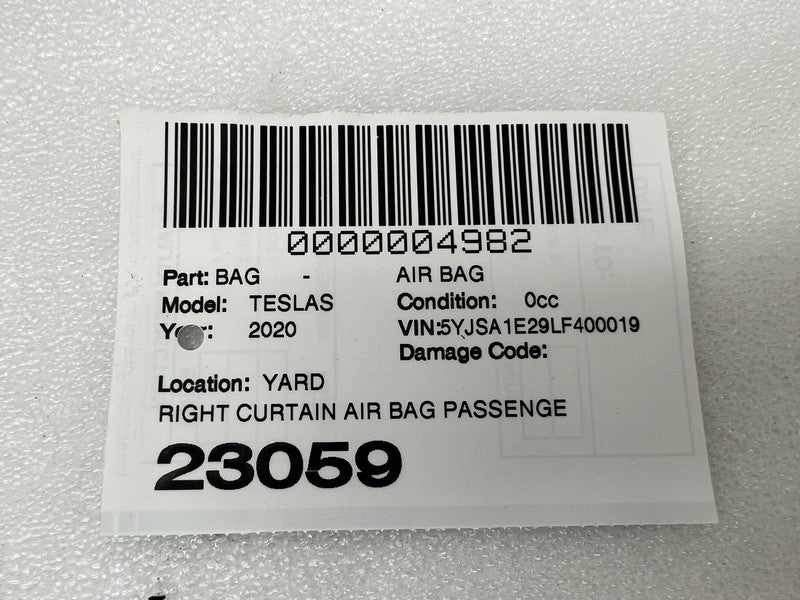 0000004982
Part: BAG - AIR BAG
Model: TESLAS Condition: 0cc
Year: 2020 VIN:5YJSA1E29LF400019
Damage Code:
Location: YARD
RIGHT CURTAIN AIR BAG PASSENGE
23059